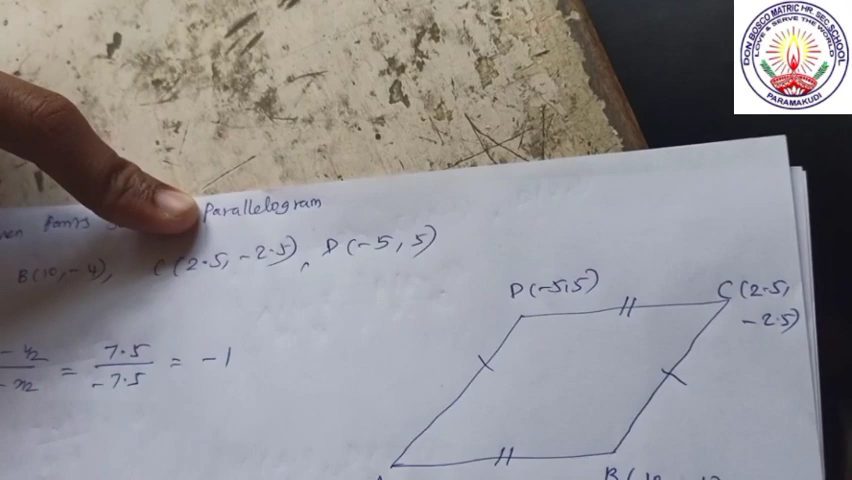 DON BOSCO MATRIC HR. SEC. SCHOOL
LOVE & SERVE THE WORLD
PARAMAKUDI
Parallelogram
B(10,-4), C(2.5,-2.5), D(-5,5)
D(-5,5)
C(2.5,
-2.5)
= 7.5/-7.5 = -1